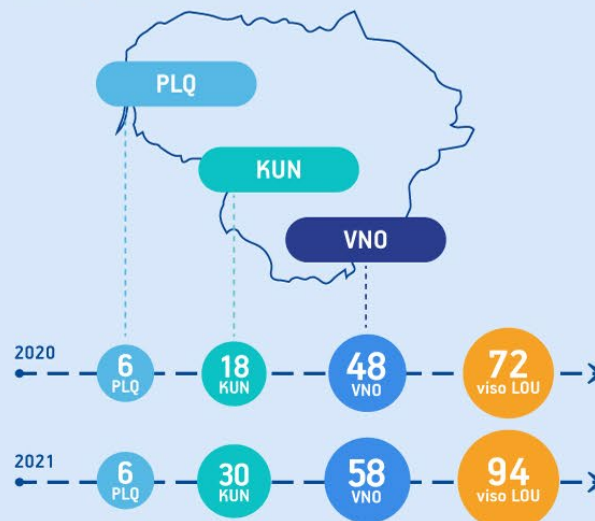 PLQ
KUN
VNO
2020
6
PLQ
18
KUN
48
VNO
72
viso LOU
2021
6
PLQ
30
KUN
58
VNO
94
viso LOU